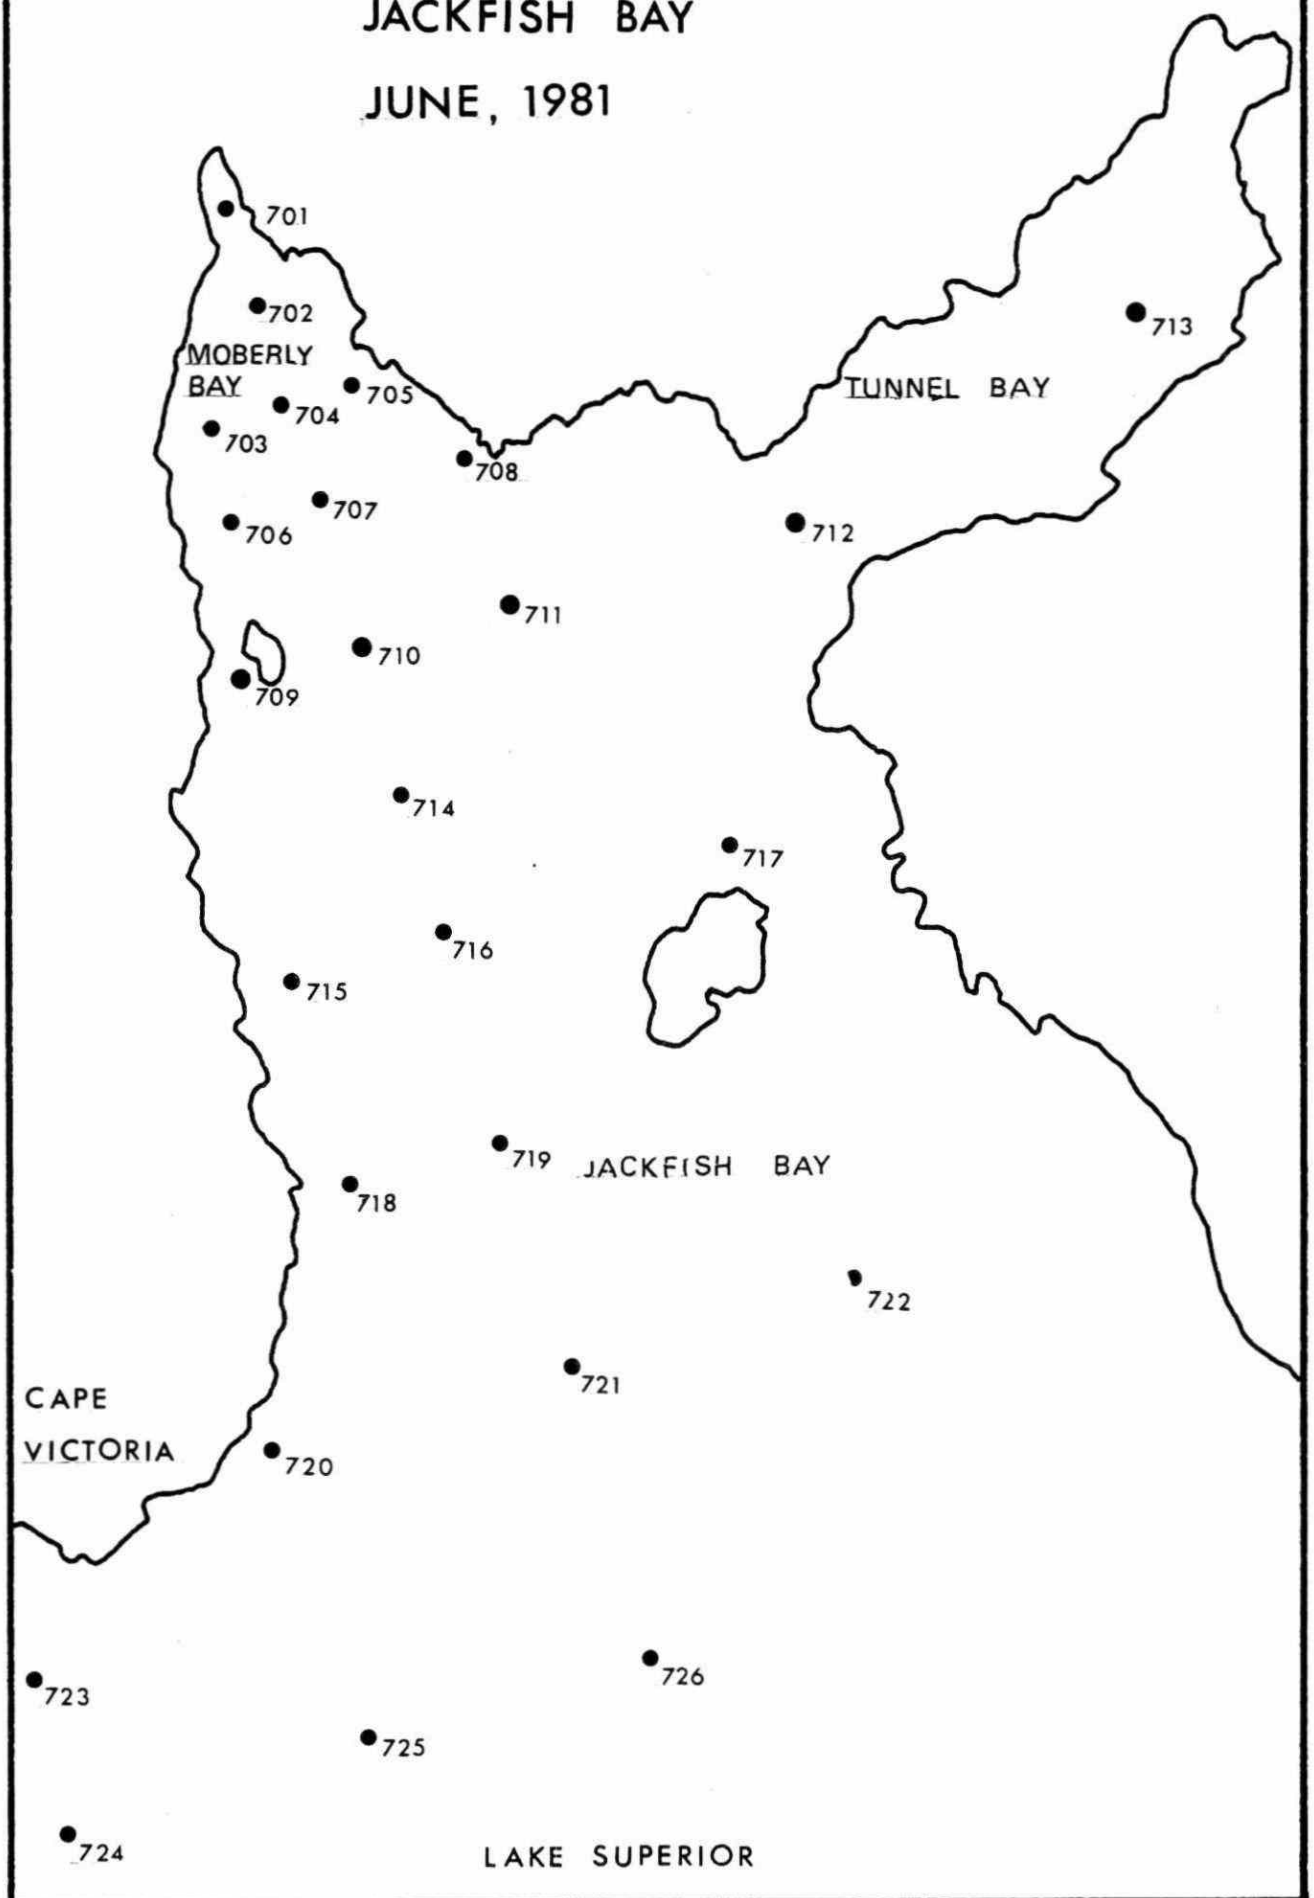 JACKFISH BAY
JUNE, 1981
701
702
713
MOBERLY
BAY
705
TUNNEL BAY
704
703
708
707
706
712
711
710
709
714
717
716
715
719
JACKFISH BAY
718
722
721
CAPE
VICTORIA
720
726
723
725
724
LAKE SUPERIOR